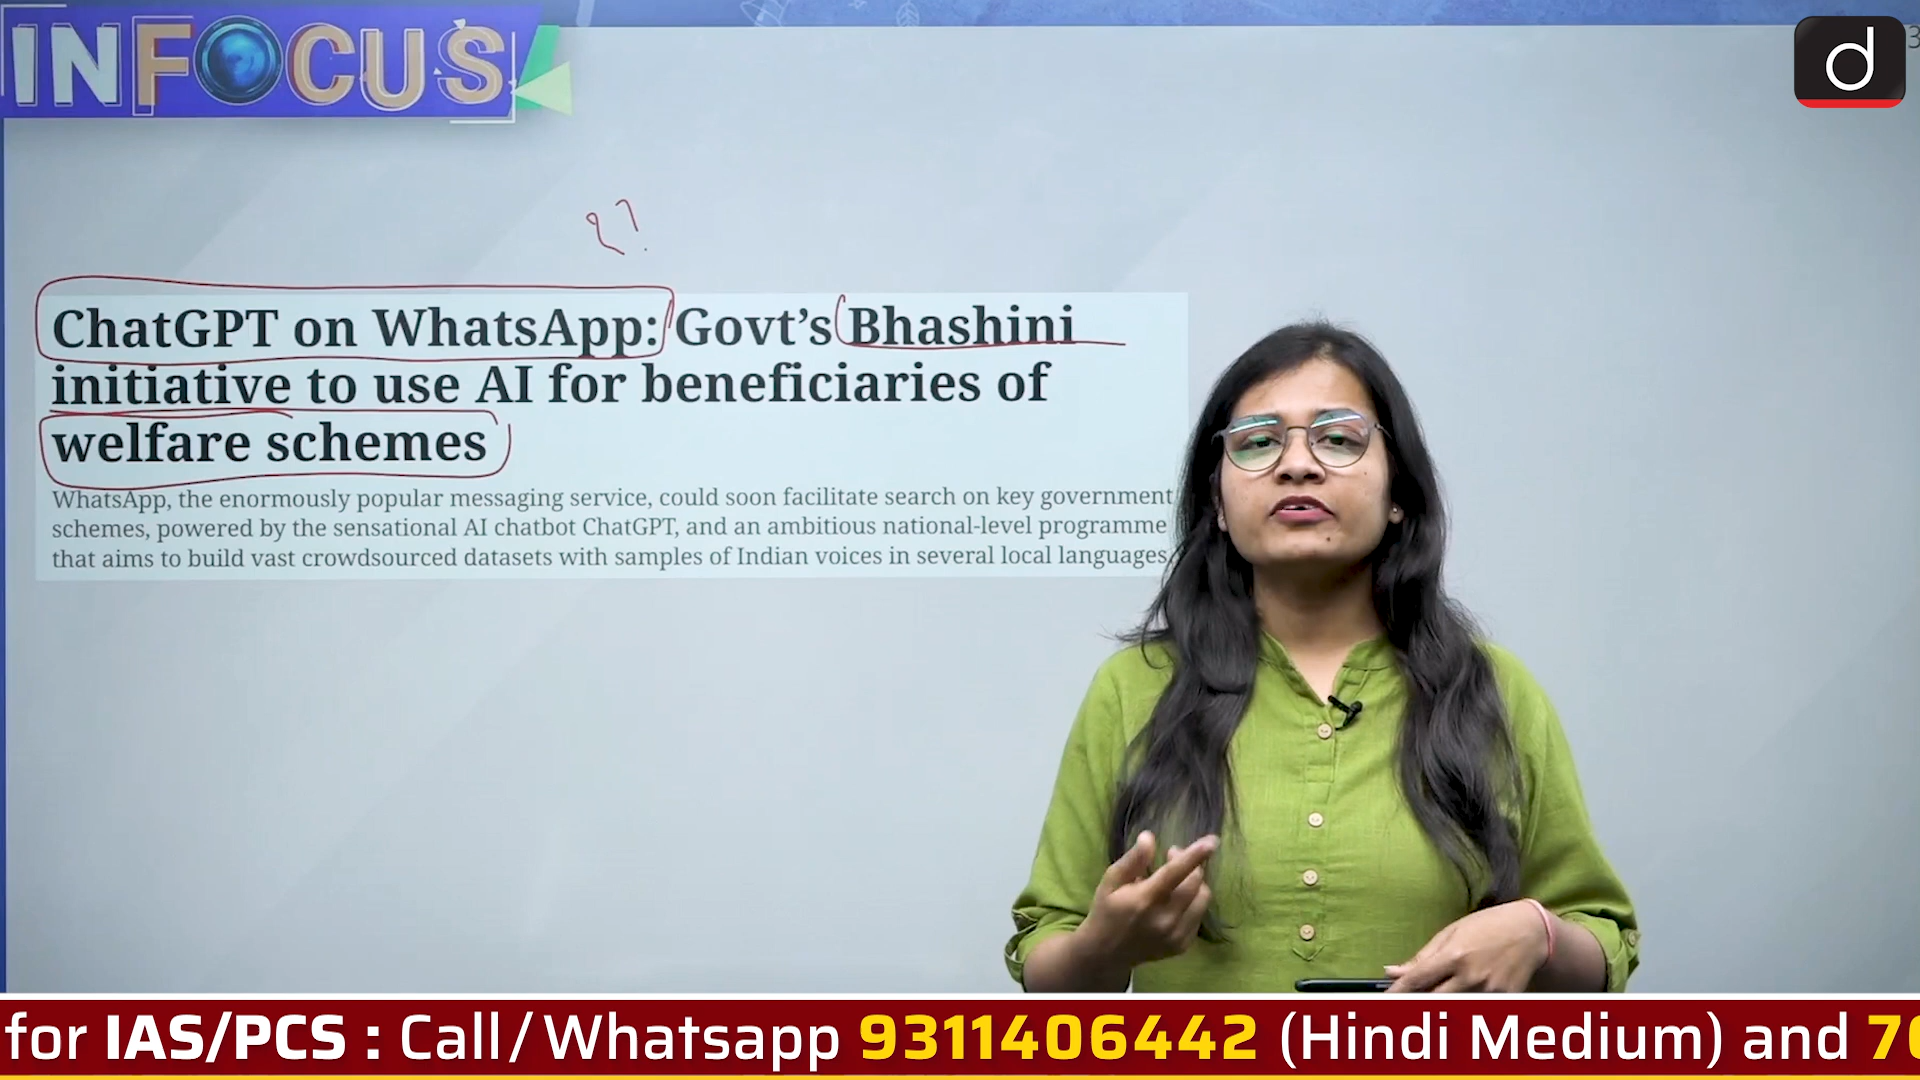 INFOCUS
d
3
ChatGPT on WhatsApp: Govt’s Bhashini
initiative to use AI for beneficiaries of
welfare schemes
WhatsApp, the enormously popular messaging service, could soon facilitate search on key government
schemes, powered by the sensational AI chatbot ChatGPT, and an ambitious national-level programme
that aims to build vast crowdsourced datasets with samples of Indian voices in several local languages
for IAS/PCS : Call/Whatsapp 9311406442 (Hindi Medium) and 70